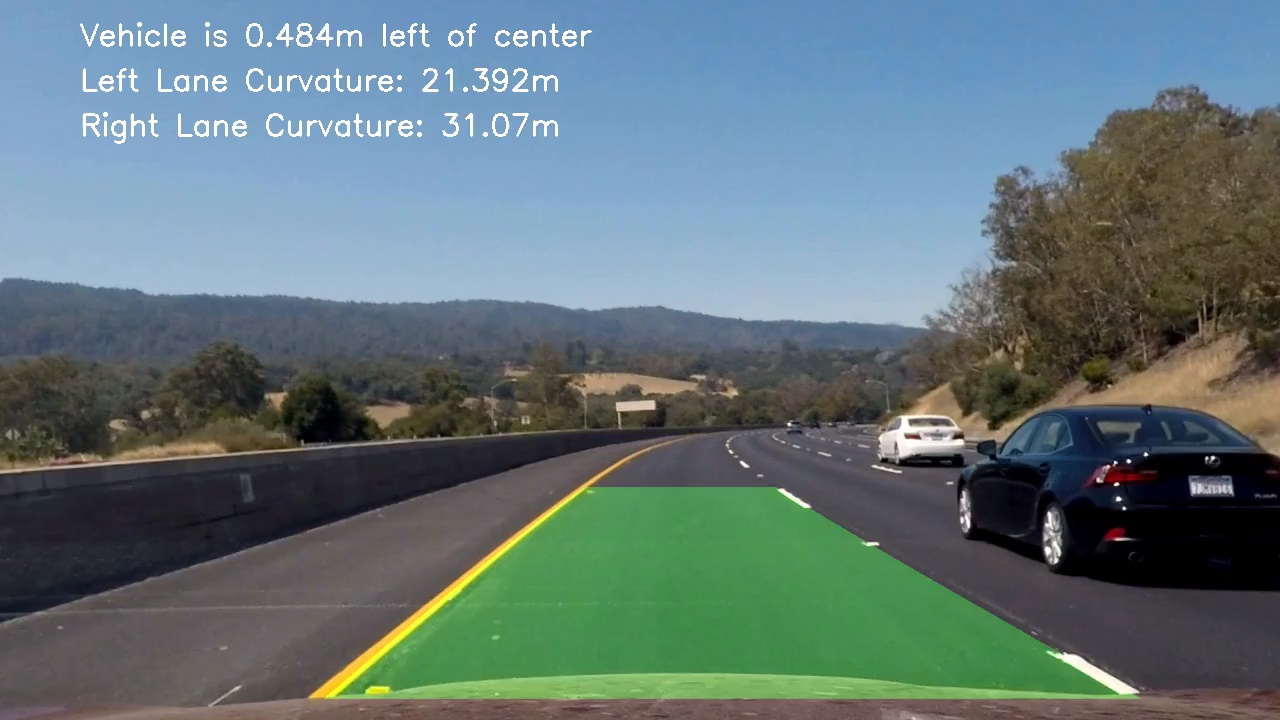 Vehicle is 0.484m left of center
Left Lane Curvature: 21.392m
Right Lane Curvature: 31.07m